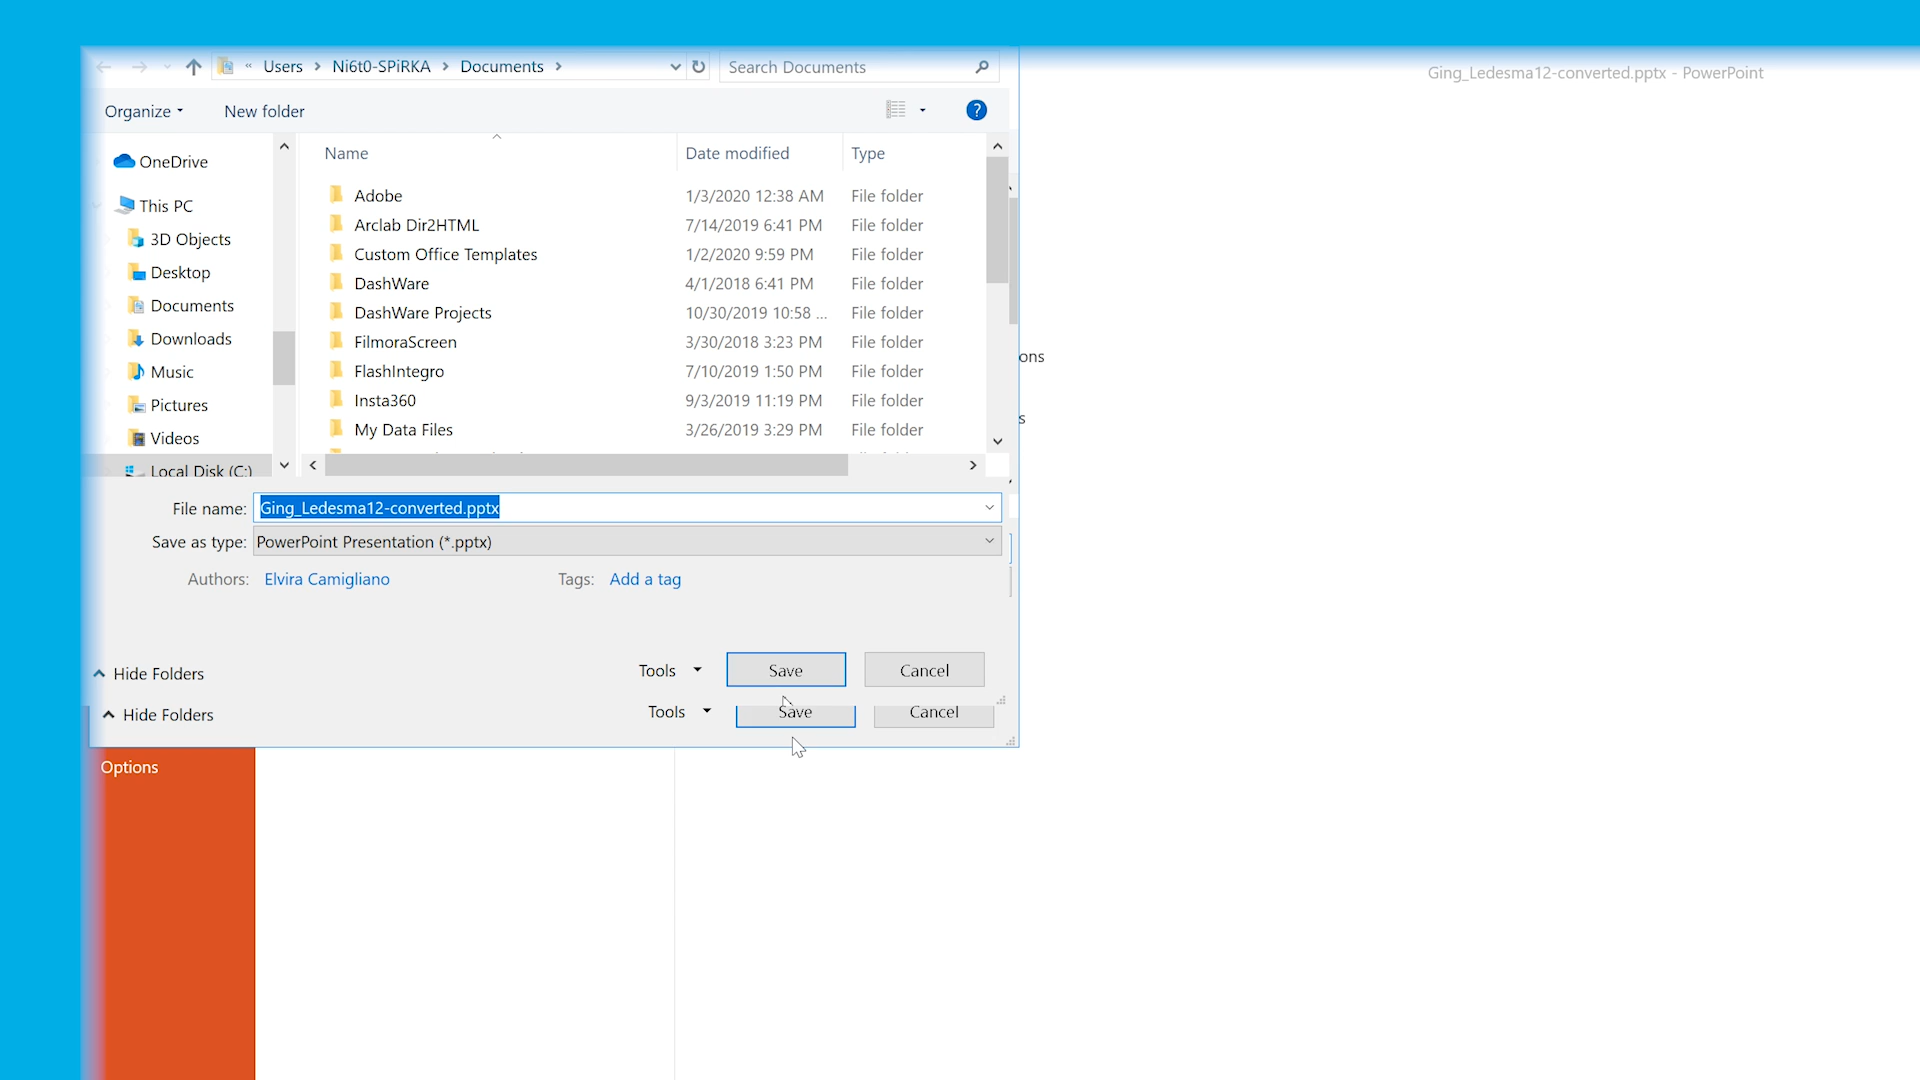 « Users > Ni6t0-SPiRKA > Documents >
Search Documents
Ging_Ledesma12-converted.pptx - PowerPoint
Organize
New folder
?
OneDrive
This PC
3D Objects
Desktop
Documents
Downloads
Music
Pictures
Videos
Local Disk (C:)
Name Date modified Type
Adobe 1/3/2020 12:38 AM File folder
Arclab Dir2HTML 7/14/2019 6:41 PM File folder
Custom Office Templates 1/2/2020 9:59 PM File folder
DashWare 4/1/2018 6:41 PM File folder
DashWare Projects 10/30/2019 10:58 ... File folder
FilmoraScreen 3/30/2018 3:23 PM File folder
FlashIntegro 7/10/2019 1:50 PM File folder
Insta360 9/3/2019 11:19 PM File folder
My Data Files 3/26/2019 3:29 PM File folder
ons
s
File name: Ging_Ledesma12-converted.pptx
Save as type: PowerPoint Presentation (*.pptx)
Authors: Elvira Camigliano Tags: Add a tag
Hide Folders Tools Save Cancel
Hide Folders Tools Save Cancel
Options